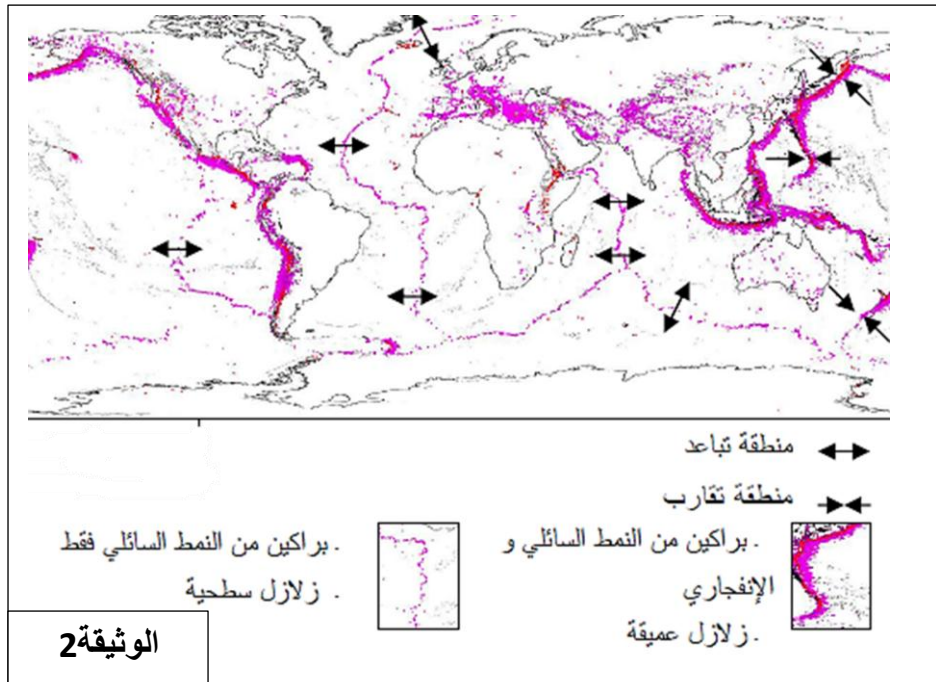 منطقة تباعد
منطقة تقارب
. براكين من النمط السائلي و
الإنفجاري
. زلازل عميقة
. براكين من النمط السائلي فقط
. زلازل سطحية
الوثيقة2